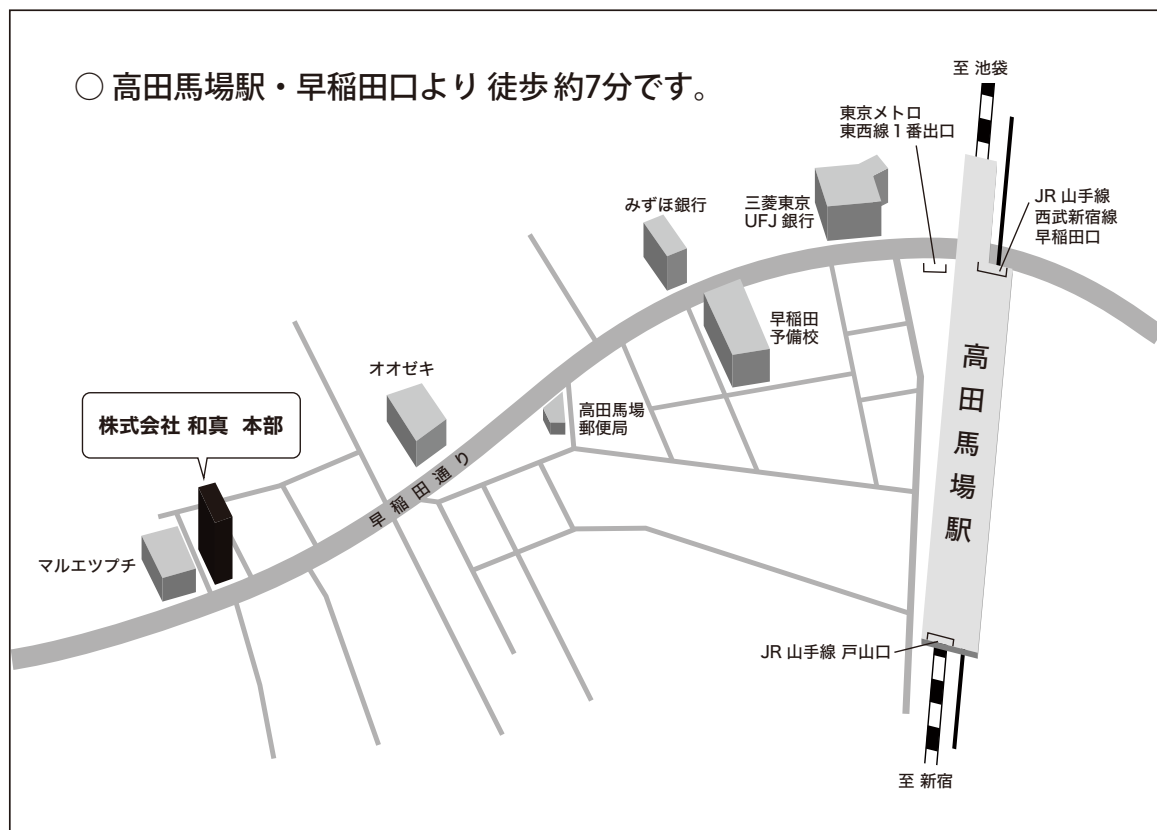 ○ 高田馬場駅・早稲田口より 徒歩 約7分です。
至 池袋
東京メトロ
東西線1番出口
JR 山手線
西武新宿線
早稲田口
三菱東京
UFJ 銀行
みずほ銀行
早稲田
予備校
オオゼキ
高田馬場
郵便局
株式会社 和真 本部
早稲田通り
高田馬場駅
マルエツプチ
JR 山手線 戸山口
至 新宿